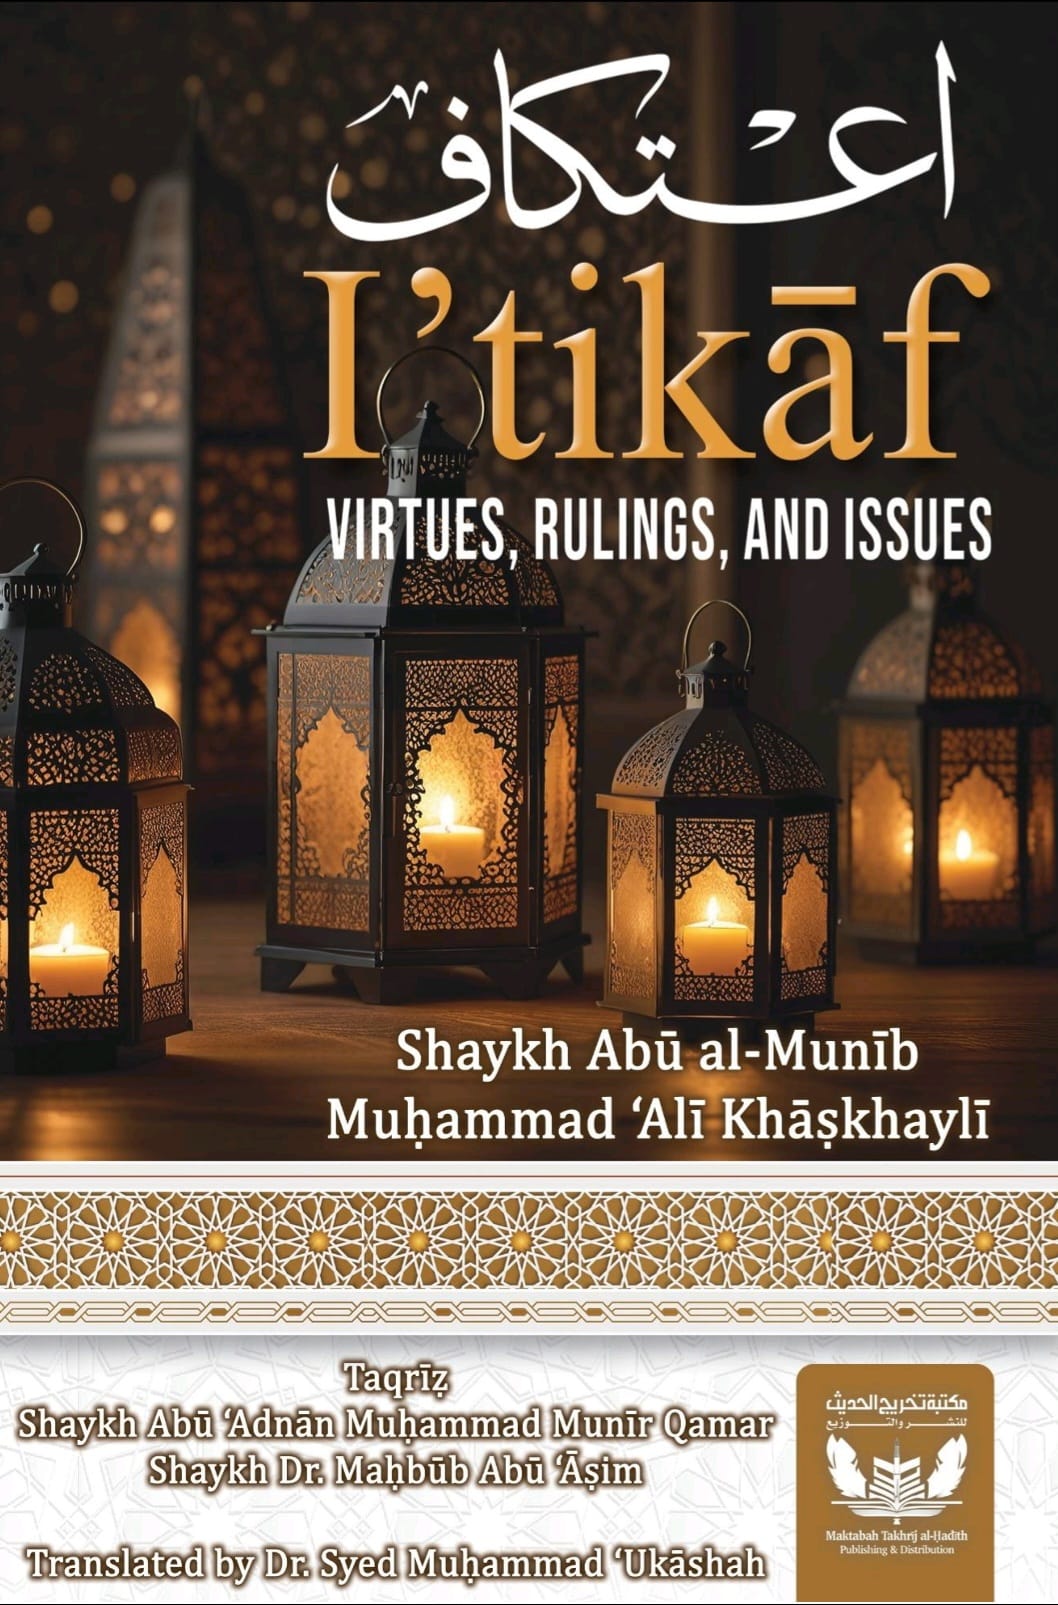 اعتكاف
I’tikāf
VIRTUES, RULINGS, AND ISSUES
Shaykh Abū al-Munīb
Muḥammad ‘Alī Khāṣkhaylī
Taqrīẓ
Shaykh Abū ‘Adnān Muḥammad Munīr Qamar
Shaykh Dr. Maḥbūb Abū ‘Āṣim
Translated by Dr. Syed Muḥammad ‘Ukāshah
مكتبة تخريج الحديث
للنشر والتوزيع
Maktabah Takhrīj al-Ḥadīth
Publishing & Distribution